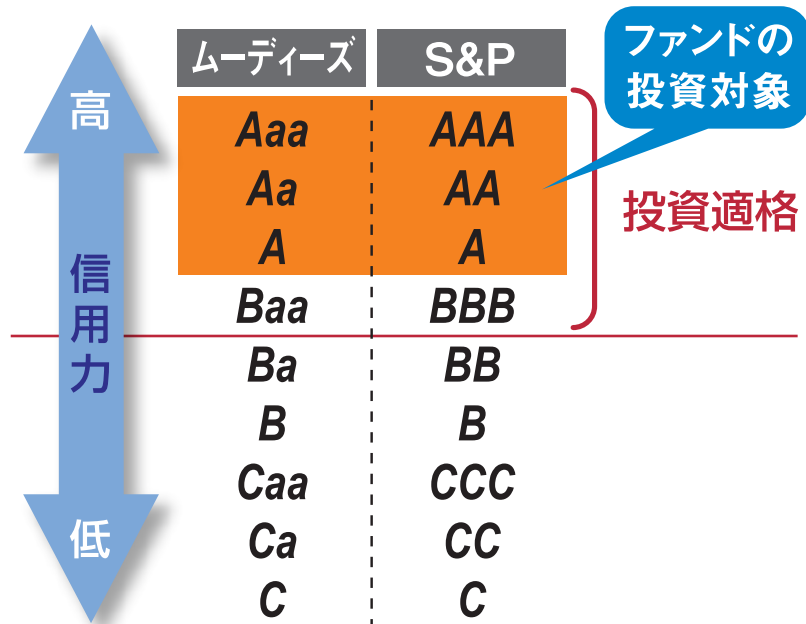 ファンドの
投資対象
ムーディーズ S&P
高
Aaa AAA
Aa AA
A A
投資適格
Baa BBB
信用力
Ba BB
B B
Caa CCC
Ca CC
低
C C